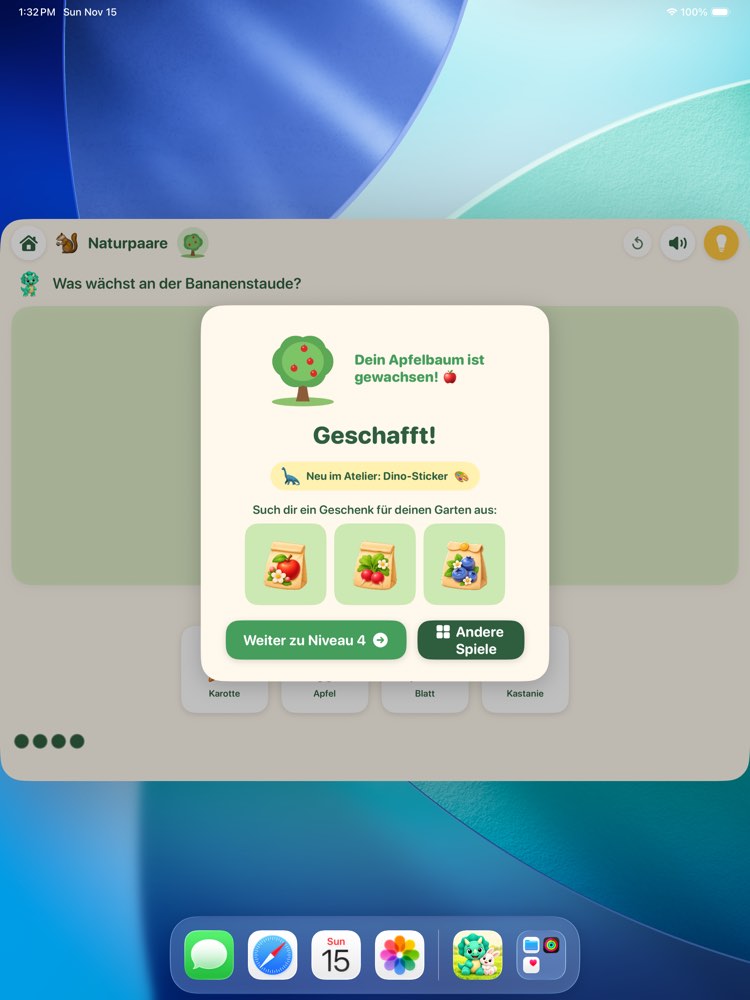 1:32 PM Sun Nov 15
100%
Naturpaare
Was wächst an der Bananenstaude?
Dein Apfelbaum ist
gewachsen!
Geschafft!
Neu im Atelier: Dino-Sticker
Such dir ein Geschenk für deinen Garten aus:
Weiter zu Niveau 4
Andere
Spiele
Karotte
Apfel
Blatt
Kastanie
Sun
15